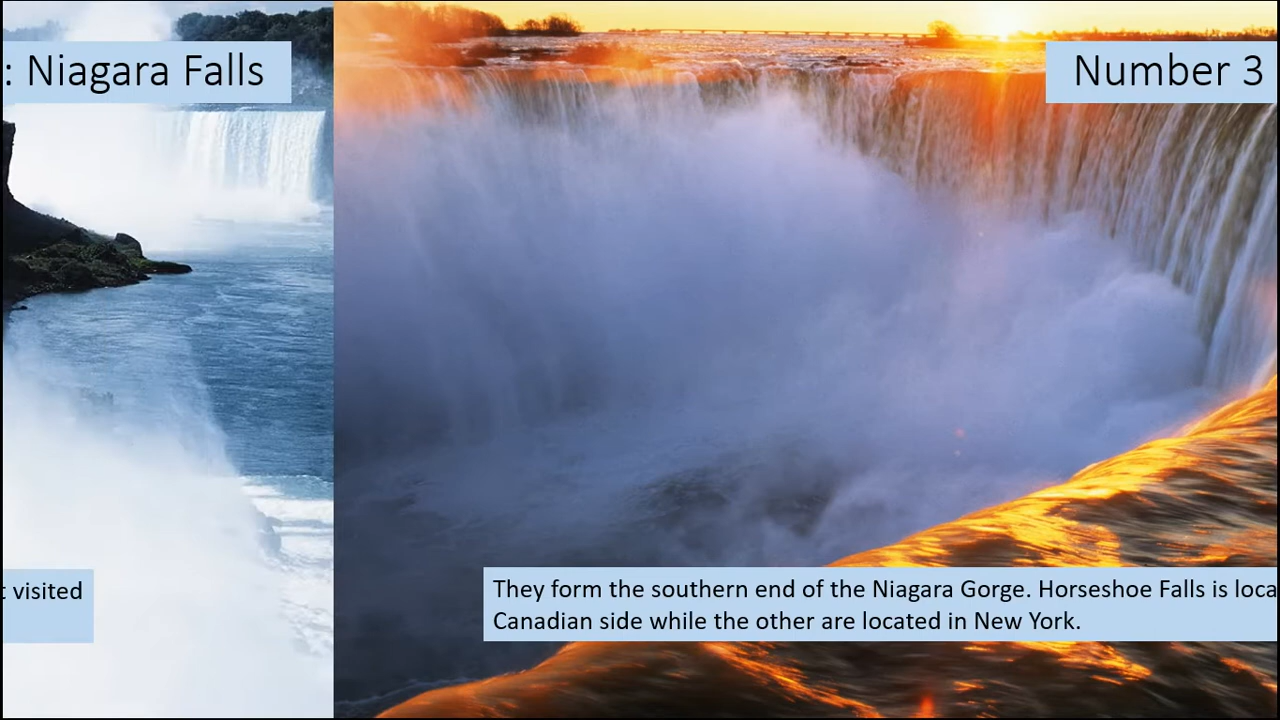 : Niagara Falls
Number 3
visited
They form the southern end of the Niagara Gorge. Horseshoe Falls is loca
Canadian side while the other are located in New York.